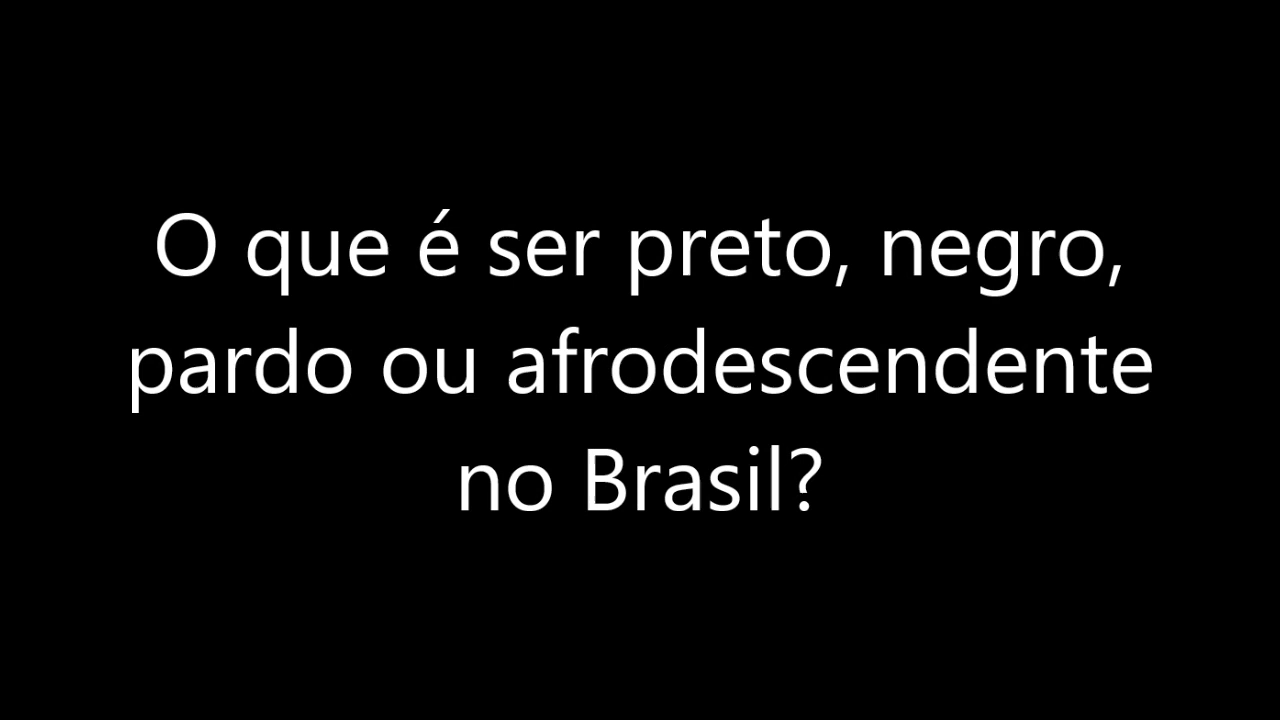 O que é ser preto, negro,
pardo ou afrodescendente
no Brasil?